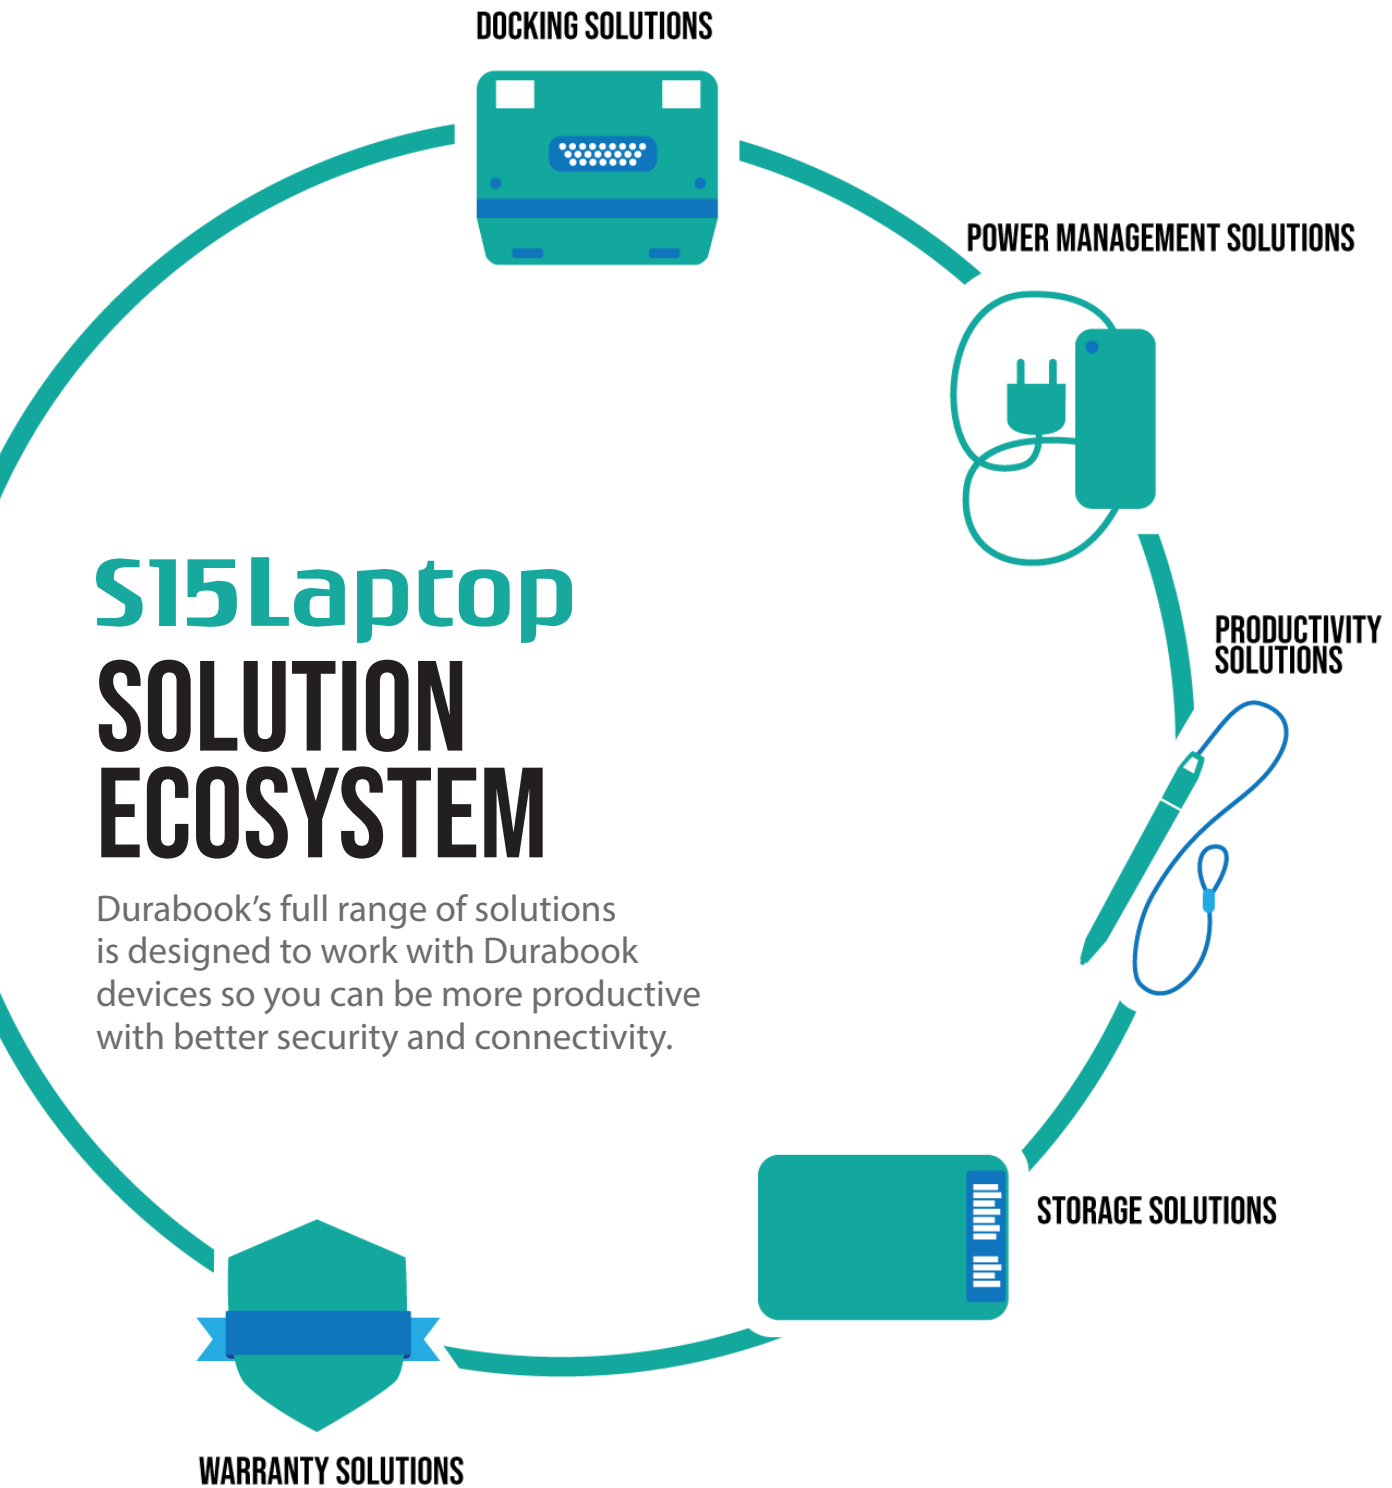 DOCKING SOLUTIONS
POWER MANAGEMENT SOLUTIONS
PRODUCTIVITY
SOLUTIONS
S15Laptop
SOLUTION
ECOSYSTEM
Durabook’s full range of solutions
is designed to work with Durabook
devices so you can be more productive
with better security and connectivity.
STORAGE SOLUTIONS
WARRANTY SOLUTIONS